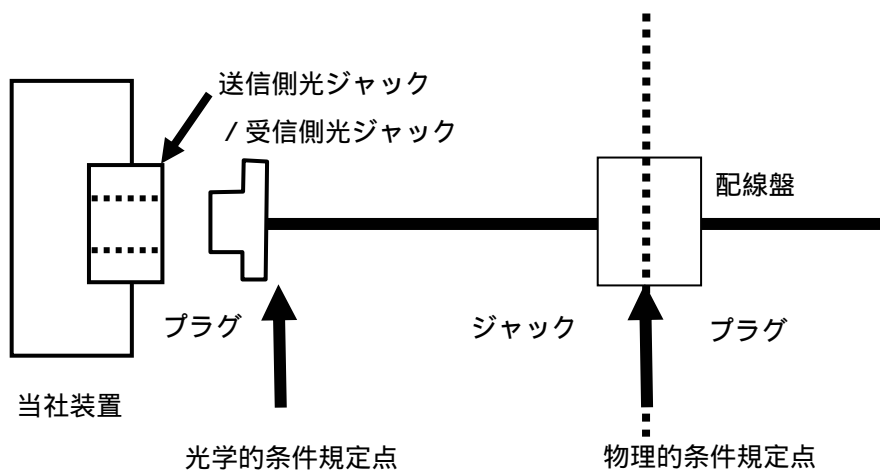 送信側光ジャック
/ 受信側光ジャック
配線盤
プラグ
ジャック
プラグ
当社装置
光学的条件規定点
物理的条件規定点